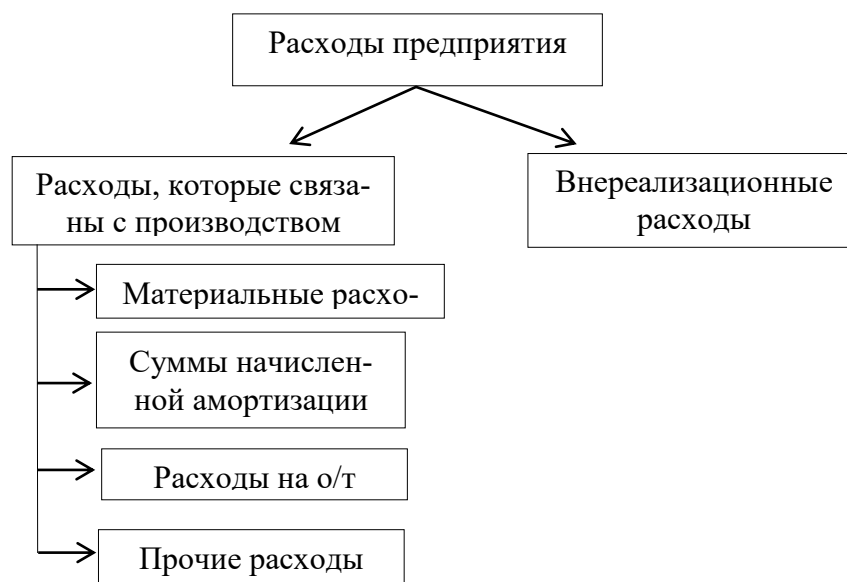 Расходы предприятия
Расходы, которые связа-
ны с производством
Внереализационные
расходы
Материальные расхо-
Суммы начислен-
ной амортизации
Расходы на о/т
Прочие расходы